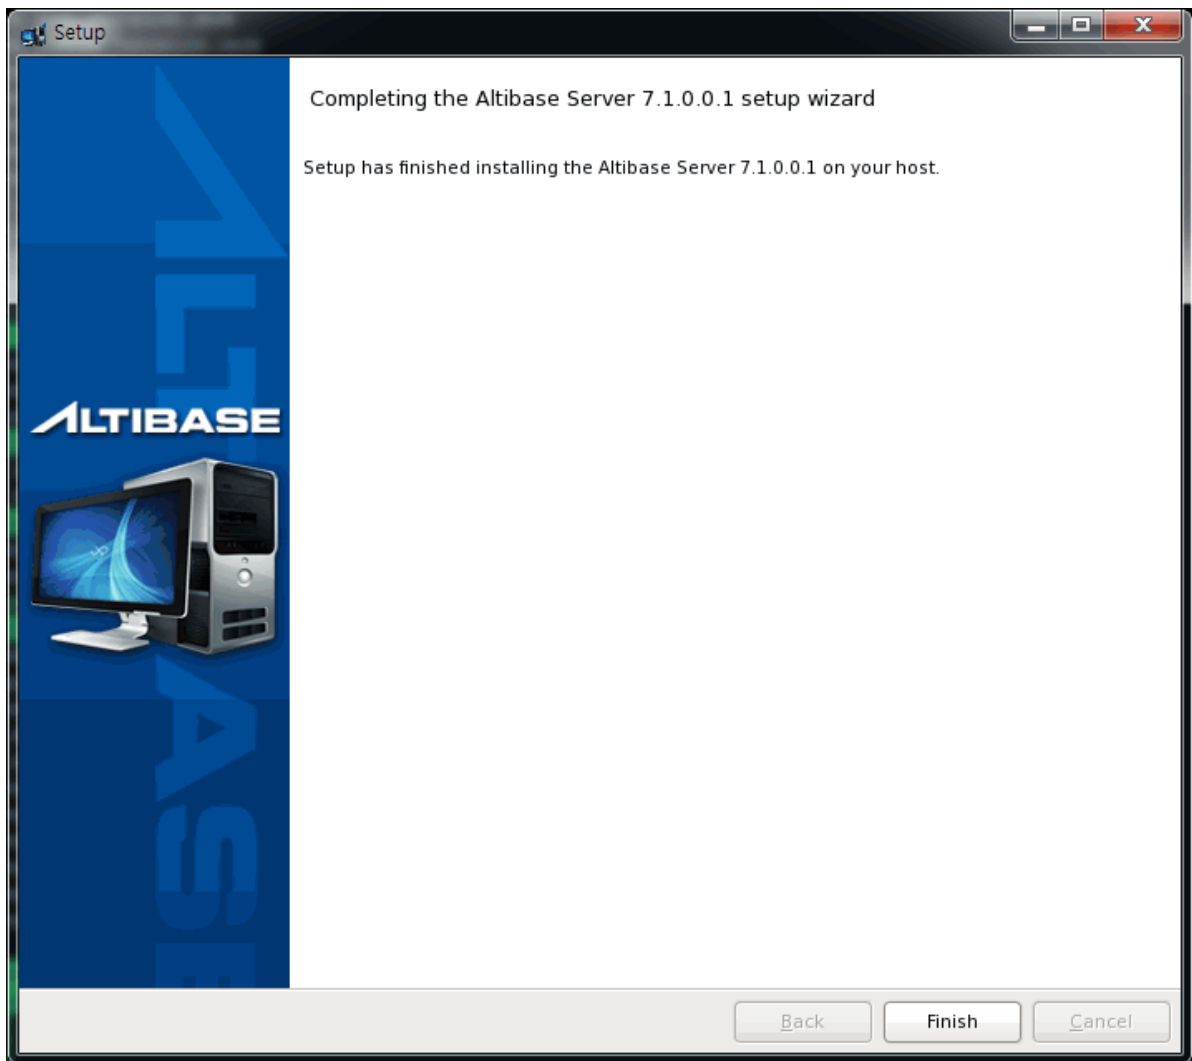 Setup
Completing the Altibase Server 7.1.0.0.1 setup wizard
Setup has finished installing the Altibase Server 7.1.0.0.1 on your host.
ALTIBASE
ALTIBASE
Back
Finish
Cancel